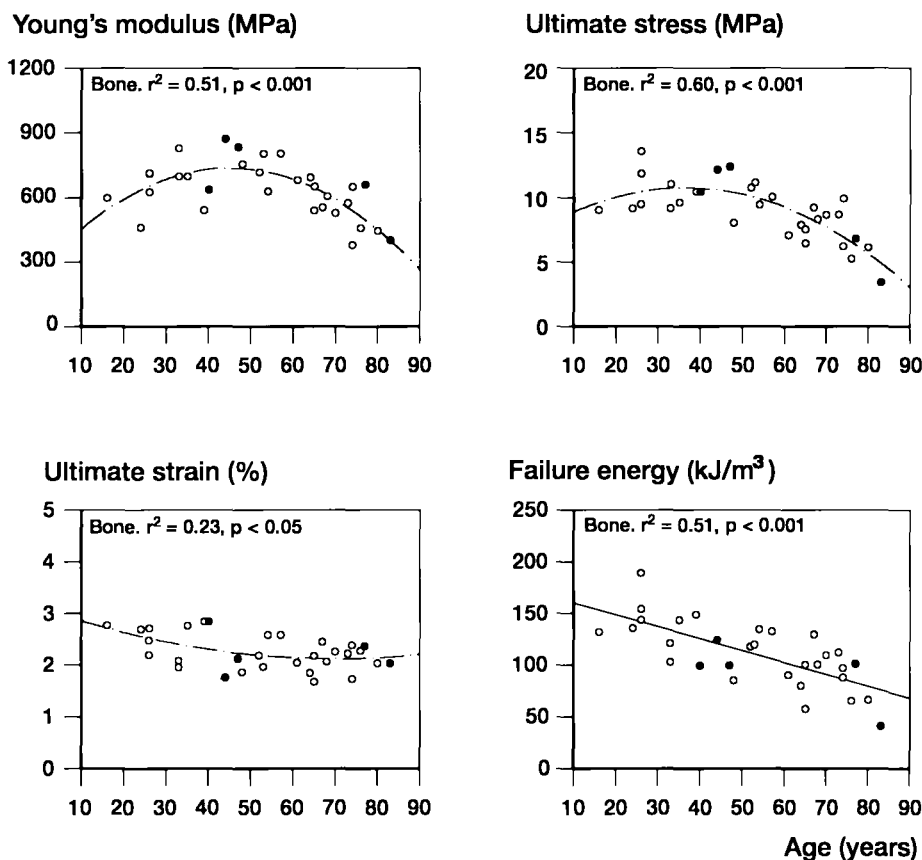 Young's modulus (MPa)
1200
900
600
300
0
Bone. r² = 0.51, p < 0.001
10 20 30 40 50 60 70 80 90
Ultimate stress (MPa)
20
15
10
5
0
Bone. r² = 0.60, p < 0.001
10 20 30 40 50 60 70 80 90
Ultimate strain (%)
5
4
3
2
1
0
Bone. r² = 0.23, p < 0.05
10 20 30 40 50 60 70 80 90
Failure energy (kJ/m³)
250
200
150
100
50
0
Bone. r² = 0.51, p < 0.001
10 20 30 40 50 60 70 80 90
Age (years)